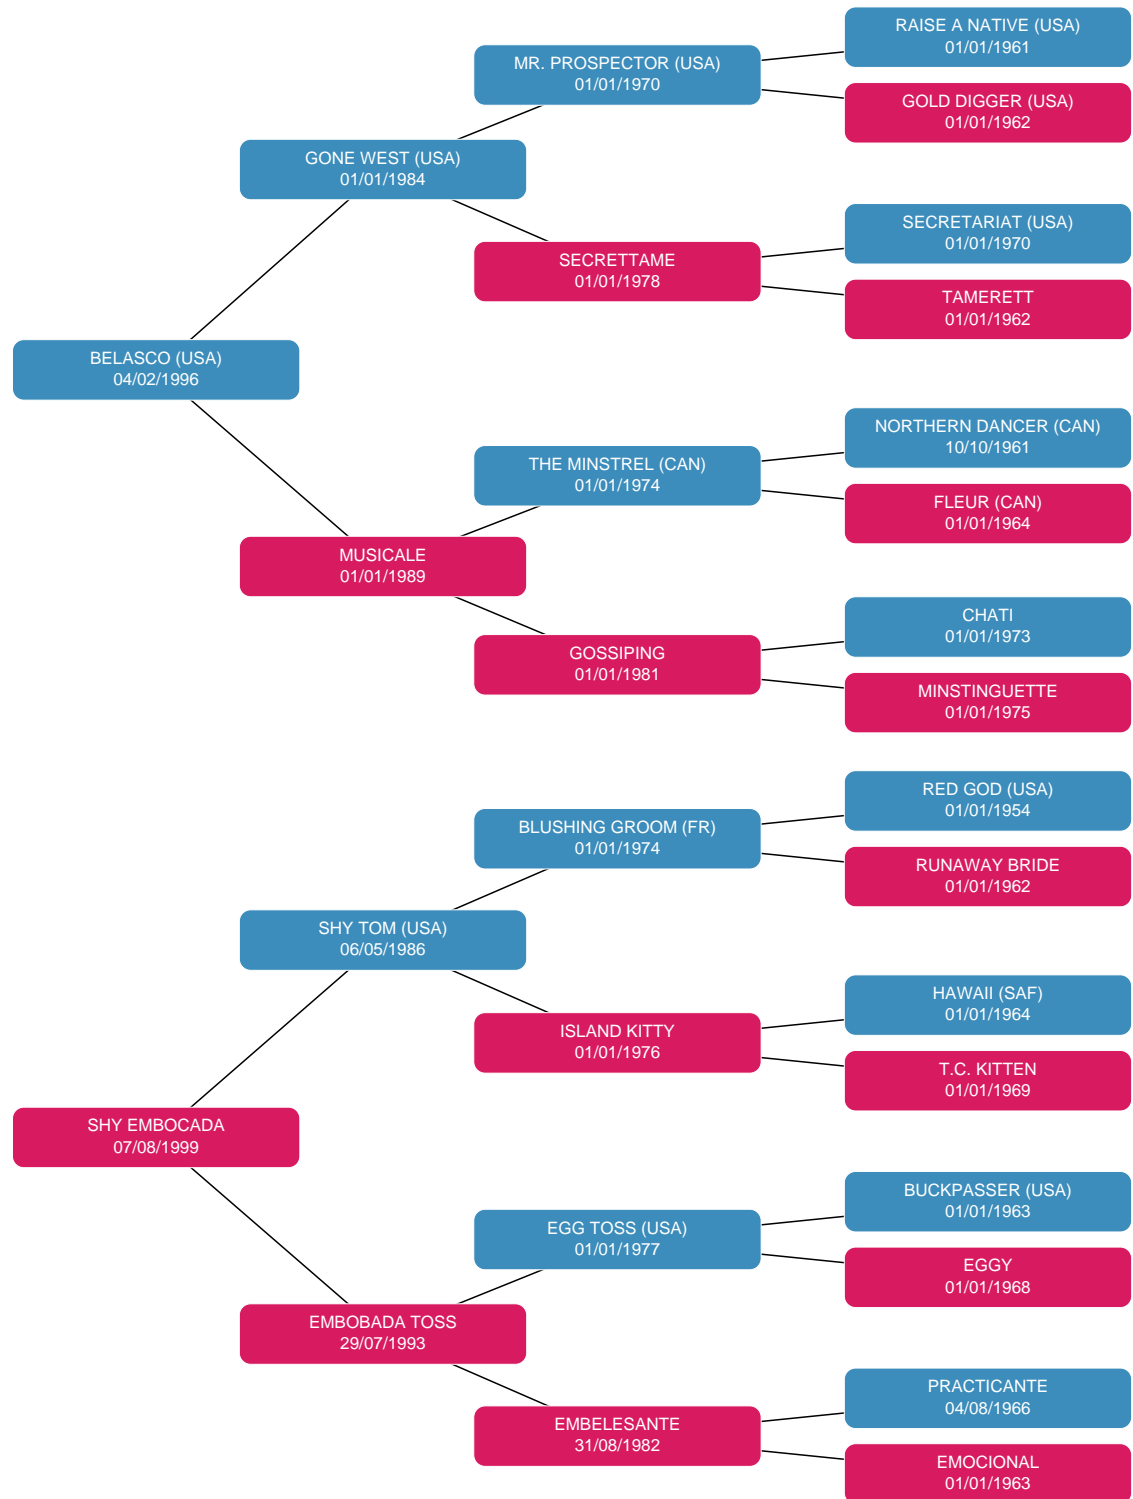 RAISE A NATIVE (USA)
01/01/1961
MR. PROSPECTOR (USA)
01/01/1970
GOLD DIGGER (USA)
01/01/1962
GONE WEST (USA)
01/01/1984
SECRETARIAT (USA)
01/01/1970
SECRETTAME
01/01/1978
TAMERETT
01/01/1962
BELASCO (USA)
04/02/1996
NORTHERN DANCER (CAN)
10/10/1961
THE MINSTREL (CAN)
01/01/1974
FLEUR (CAN)
01/01/1964
MUSICALE
01/01/1989
CHATI
01/01/1973
GOSSIPING
01/01/1981
MINSTINGUETTE
01/01/1975
RED GOD (USA)
01/01/1954
BLUSHING GROOM (FR)
01/01/1974
RUNAWAY BRIDE
01/01/1962
SHY TOM (USA)
06/05/1986
HAWAII (SAF)
01/01/1964
ISLAND KITTY
01/01/1976
T.C. KITTEN
01/01/1969
SHY EMBOCADA
07/08/1999
BUCKPASSER (USA)
01/01/1963
EGG TOSS (USA)
01/01/1977
EGGY
01/01/1968
EMBOBADA TOSS
29/07/1993
PRACTICANTE
04/08/1966
EMBELESANTE
31/08/1982
EMOCIONAL
01/01/1963